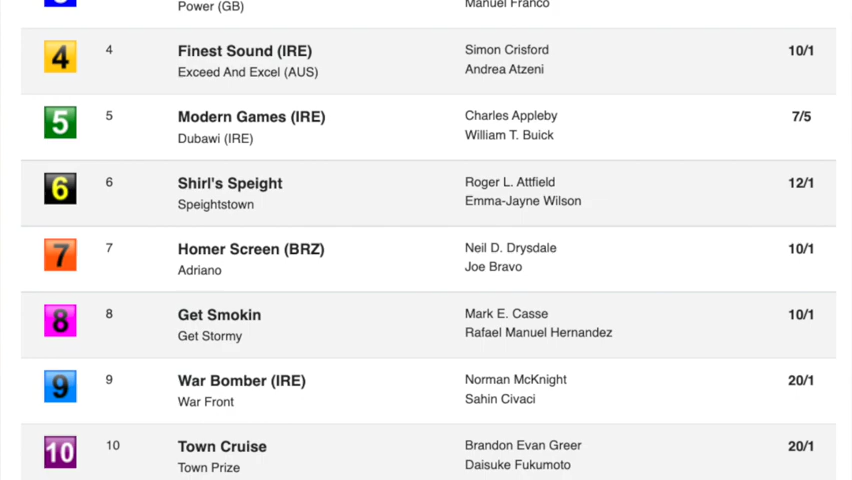 Power (GB)
Manuel Franco
4 4 Finest Sound (IRE) Simon Crisford 10/1
Exceed And Excel (AUS) Andrea Atzeni
5 5 Modern Games (IRE) Charles Appleby 7/5
Dubawi (IRE) William T. Buick
6 6 Shirl's Speight Roger L. Attfield 12/1
Speightstown Emma-Jayne Wilson
7 7 Homer Screen (BRZ) Neil D. Drysdale 10/1
Adriano Joe Bravo
8 8 Get Smokin Mark E. Casse 10/1
Get Stormy Rafael Manuel Hernandez
9 9 War Bomber (IRE) Norman McKnight 20/1
War Front Sahin Civaci
10 10 Town Cruise Brandon Evan Greer 20/1
Town Prize Daisuke Fukumoto